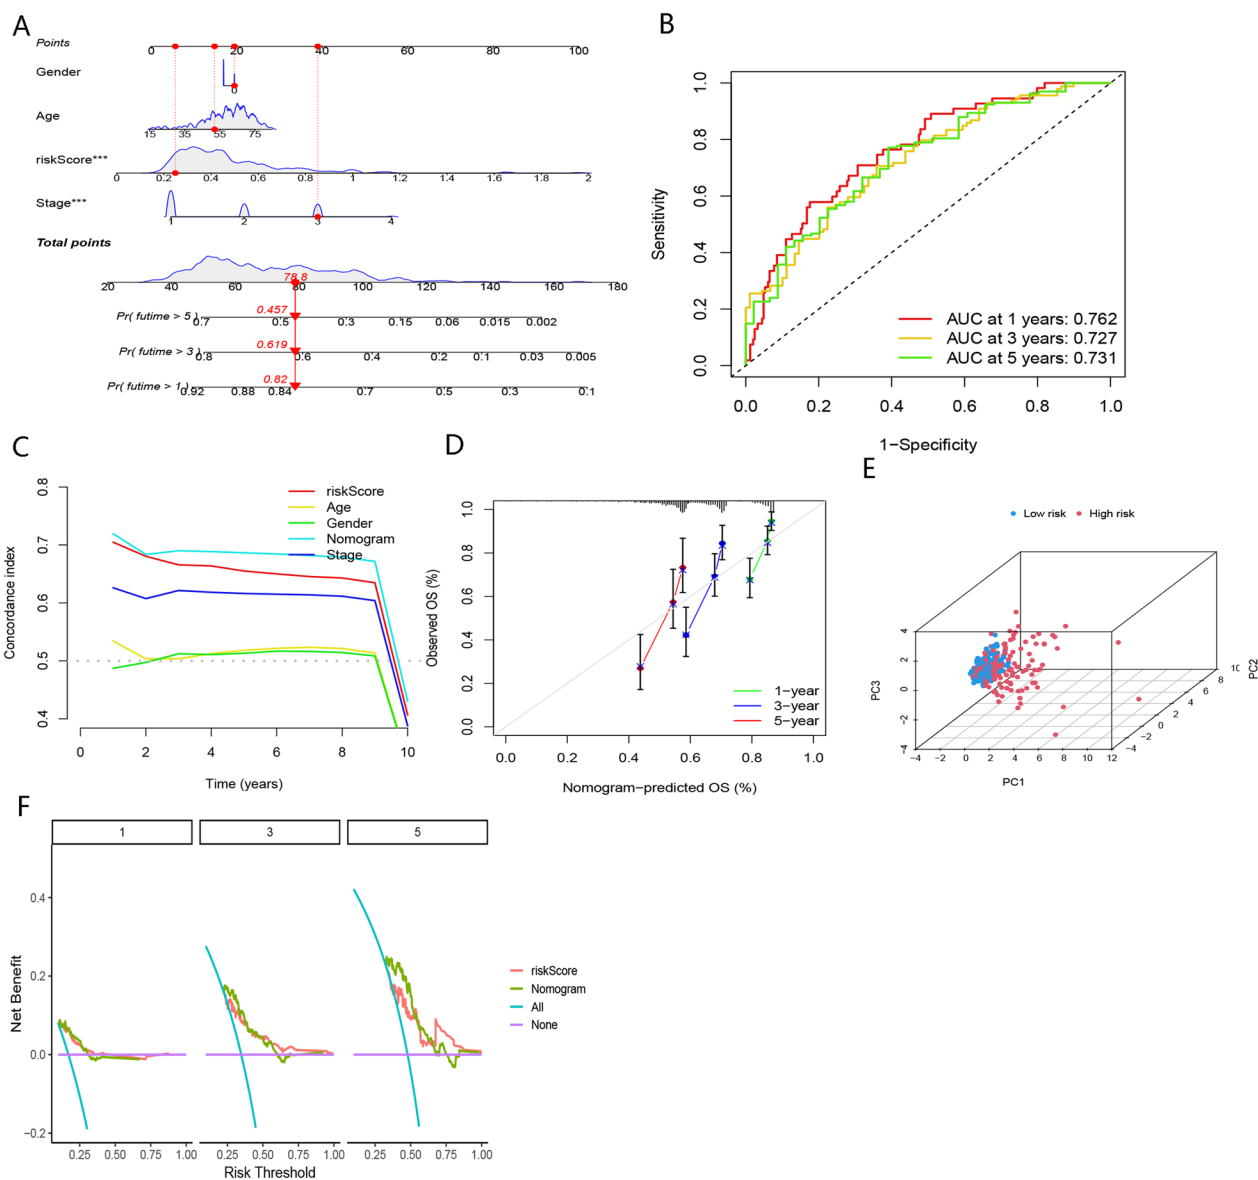 A
Points
0 20 40 60 80 100
Gender
0
Age
15 35 55 75
riskScore***
0 0.2 0.4 0.6 0.8 1 1.2 1.4 1.6 1.8 2
Stage***
1 2 3 4
Total points
78.8
20 40 60 80 100 120 140 160 180
0.457
Pr( futime > 5)
0.7 0.5 0.3 0.15 0.06 0.015 0.002
0.619
Pr( futime > 3)
0.8 0.6 0.4 0.2 0.1 0.03 0.005
0.82
Pr( futime > 1)
0.92 0.88 0.84 0.7 0.5 0.3 0.1
B
Sensitivity
1.0
0.8
0.6
0.4
0.2
0.0
AUC at 1 years: 0.762
AUC at 3 years: 0.727
AUC at 5 years: 0.731
0.0 0.2 0.4 0.6 0.8 1.0
1−Specificity
C
Concordance index
0.8
0.7
0.6
0.5
0.4
riskScore
Age
Gender
Nomogram
Stage
0 2 4 6 8 10
Time (years)
D
Observed OS (%)
1.0
0.8
0.6
0.4
0.2
0.0
1−year
3−year
5−year
0.0 0.2 0.4 0.6 0.8 1.0
Nomogram−predicted OS (%)
E
Low risk High risk
PC3
4
2
0
−2
−4
−4 −2 0 2 4 6 8 10 12
PC1
−4 −2 0 2 4 6 8
PC2
F
1 3 5
Net Benefit
0.4
0.2
0.0
−0.2
riskScore
Nomogram
All
None
0.25 0.50 0.75 1.00 0.25 0.50 0.75 1.00 0.25 0.50 0.75 1.00
Risk Threshold